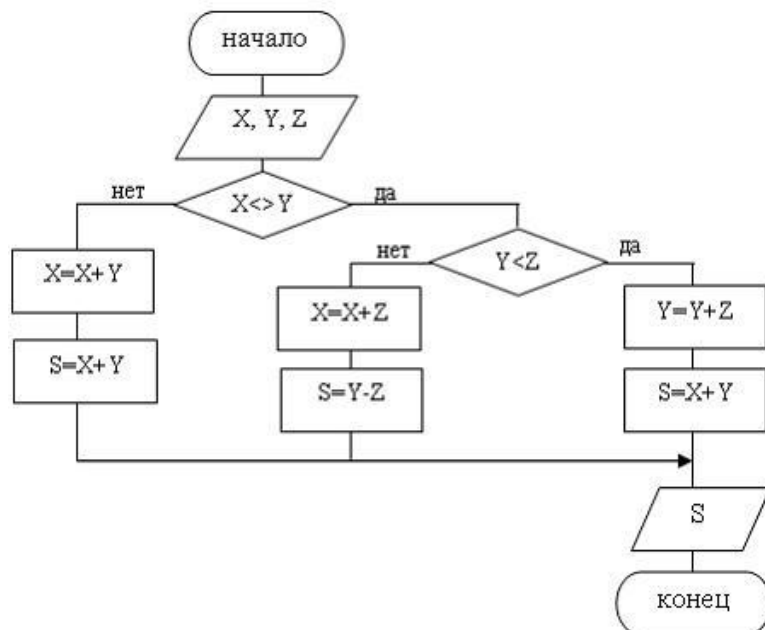 начало
X, Y, Z
нет
X<>Y
да
нет
Y<Z
да
X=X+Y
S=X+Y
X=X+Z
S=Y-Z
Y=Y+Z
S=X+Y
S
конец